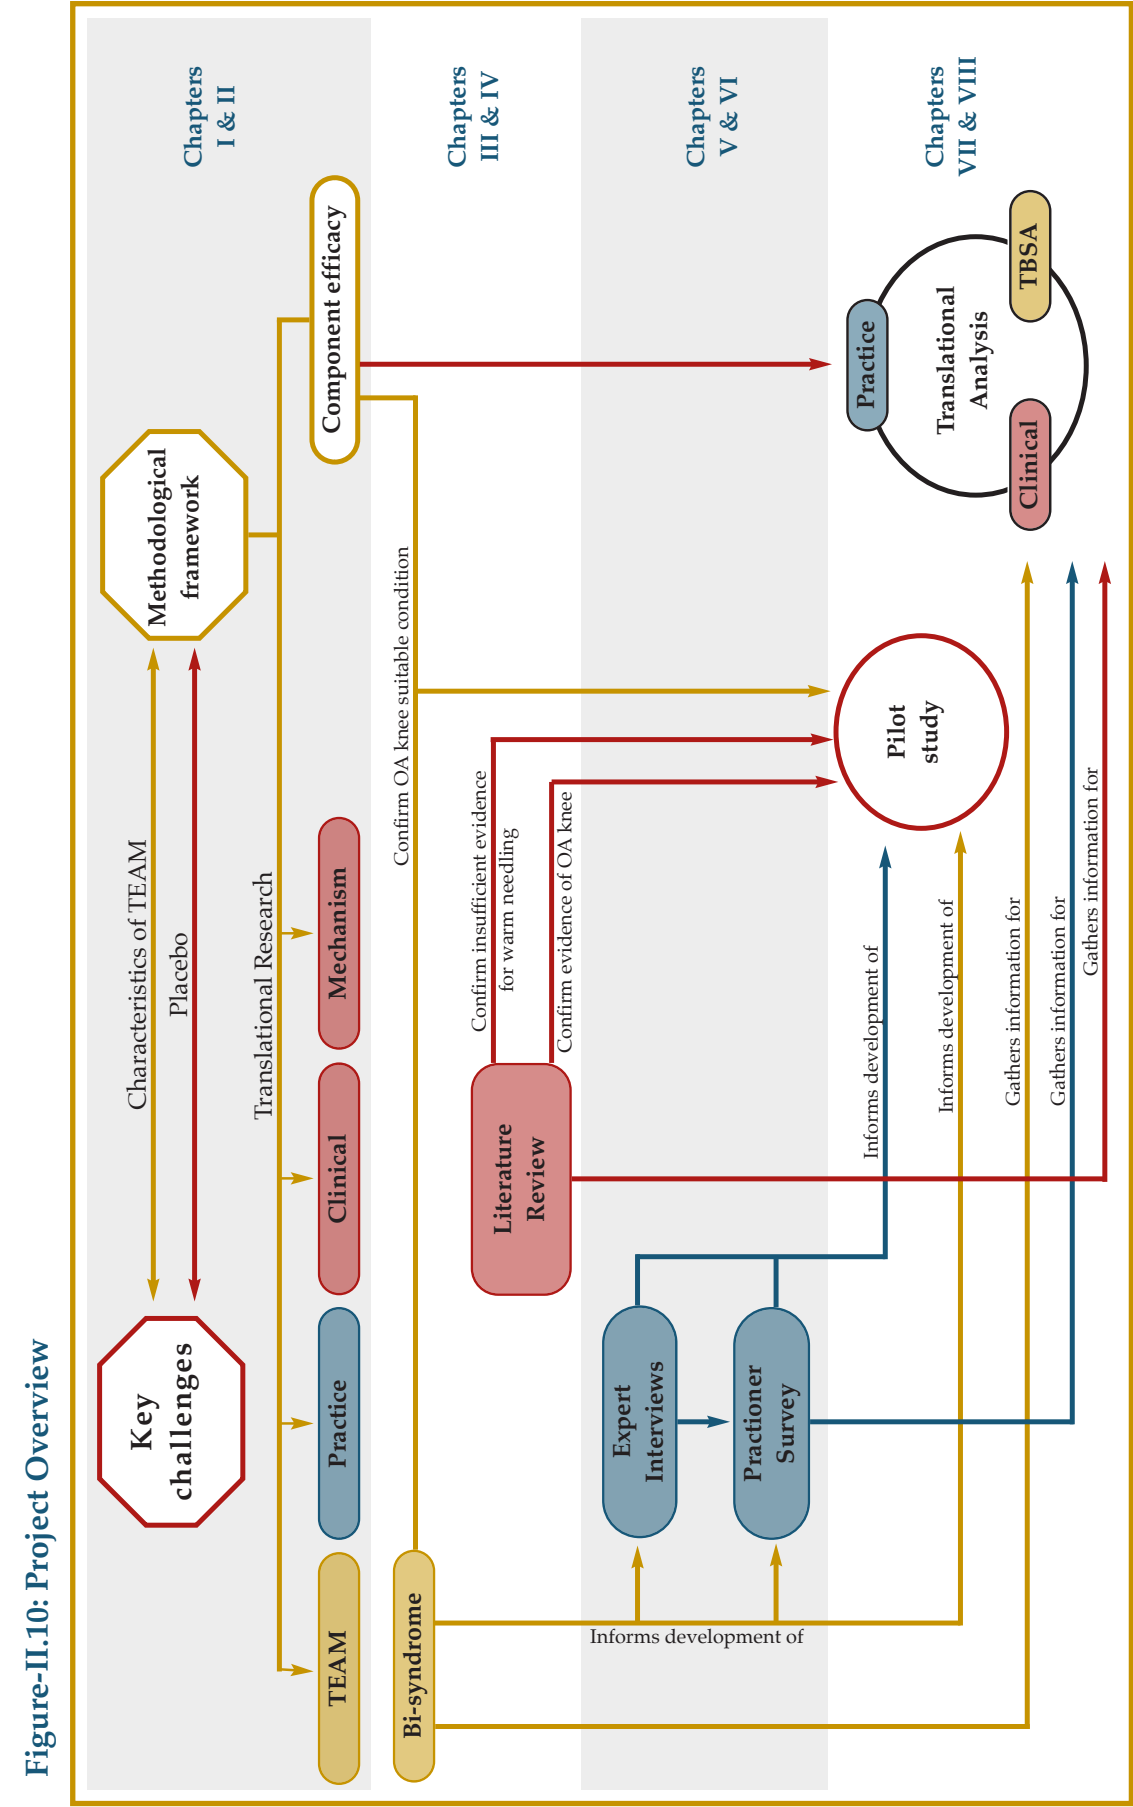 Figure-II.10: Project Overview
Key
challenges
Characteristics of TEAM
Placebo
Methodological
framework
Chapters
I & II
Translational Research
TEAM
Practice
Clinical
Mechanism
Component efficacy
Bi-syndrome
Confirm OA knee suitable condition
Literature
Review
Confirm insufficient evidence
for warm needling
Confirm evidence of OA knee
Chapters
III & IV
Informs development of
Expert
Interviews
Practioner
Survey
Chapters
V & VI
Informs development of
Informs development of
Gathers information for
Gathers information for
Gathers information for
Pilot
study
Practice
Translational
Analysis
Clinical
TBSA
Chapters
VII & VIII